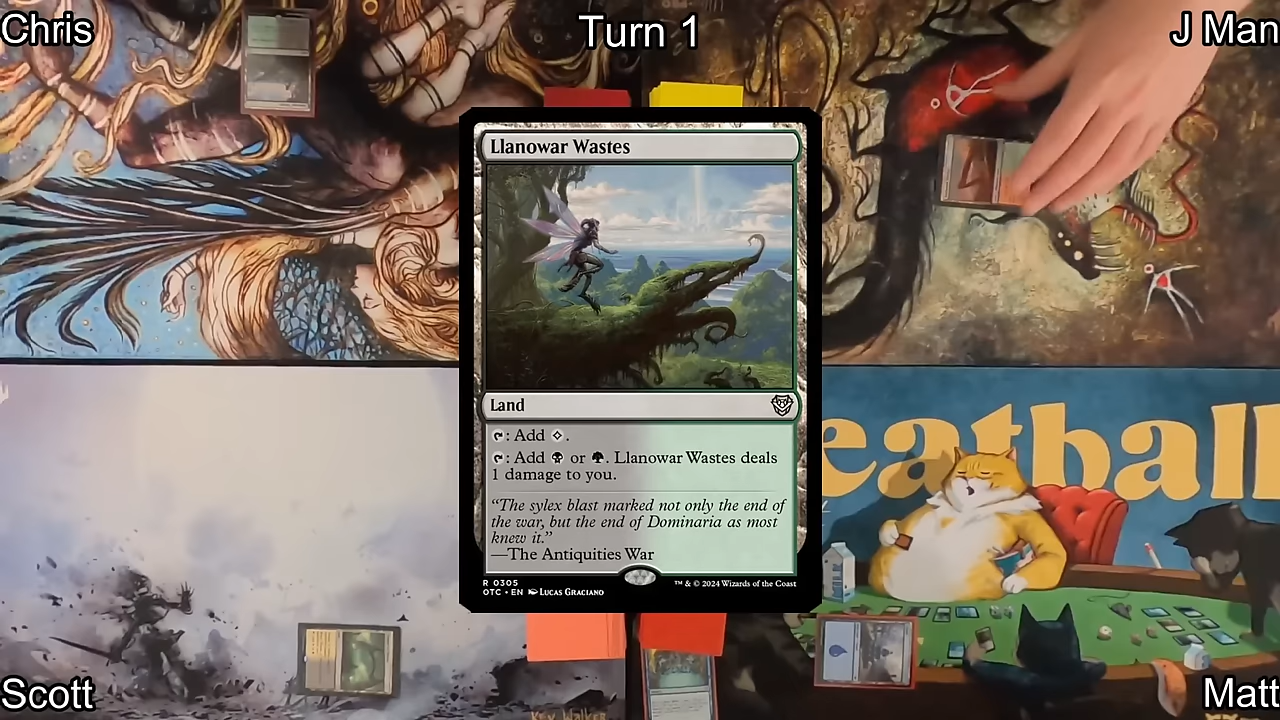 Chris
Turn 1
J Man
Llanowar Wastes
Land
: Add .
: Add or . Llanowar Wastes deals
1 damage to you.
“The sylex blast marked not only the end of
the war, but the end of Dominaria as most
knew it.”
—The Antiquities War
R 0305
OTC • EN LUCAS GRACIANO
™ & © 2024 Wizards of the Coast
eatball
MILK
Scott
Matt